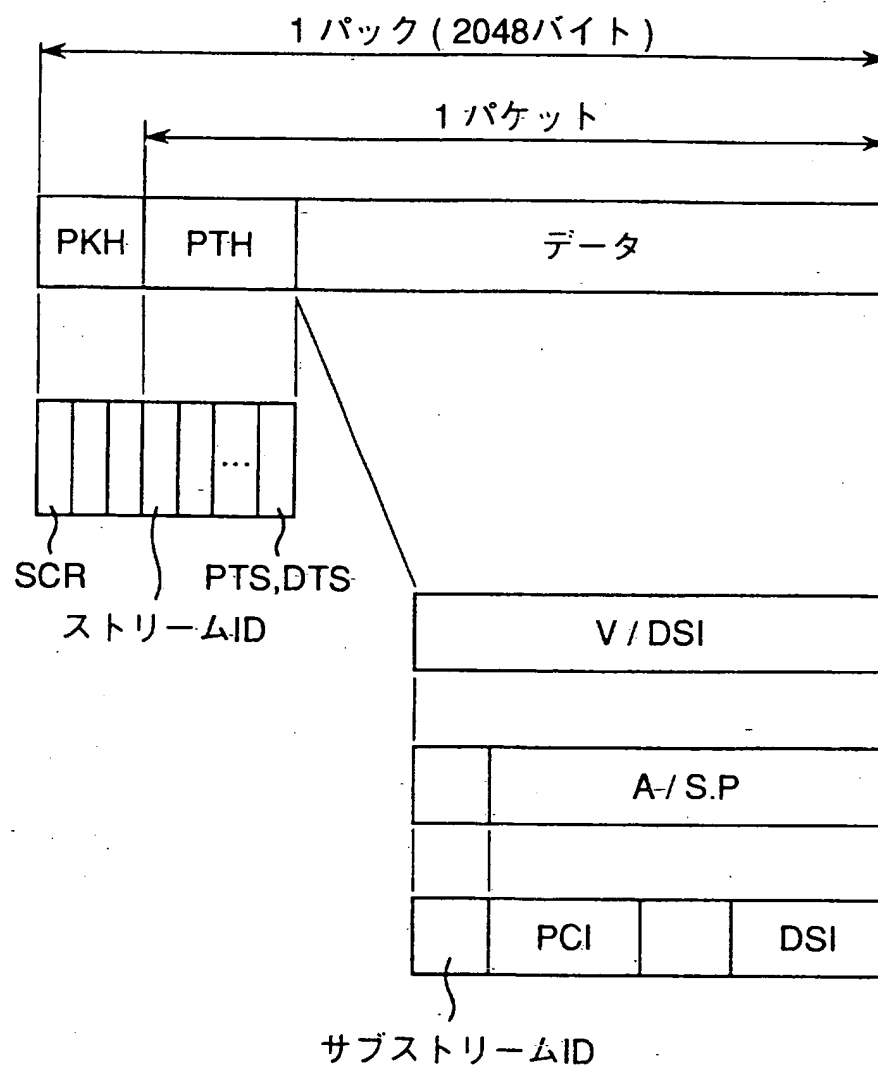 1 パック ( 2048バイト )
1 パケット
PKH PTH データ
...
SCR PTS,DTS
ストリームID
V / DSI
A / S.P
PCI DSI
サブストリームID